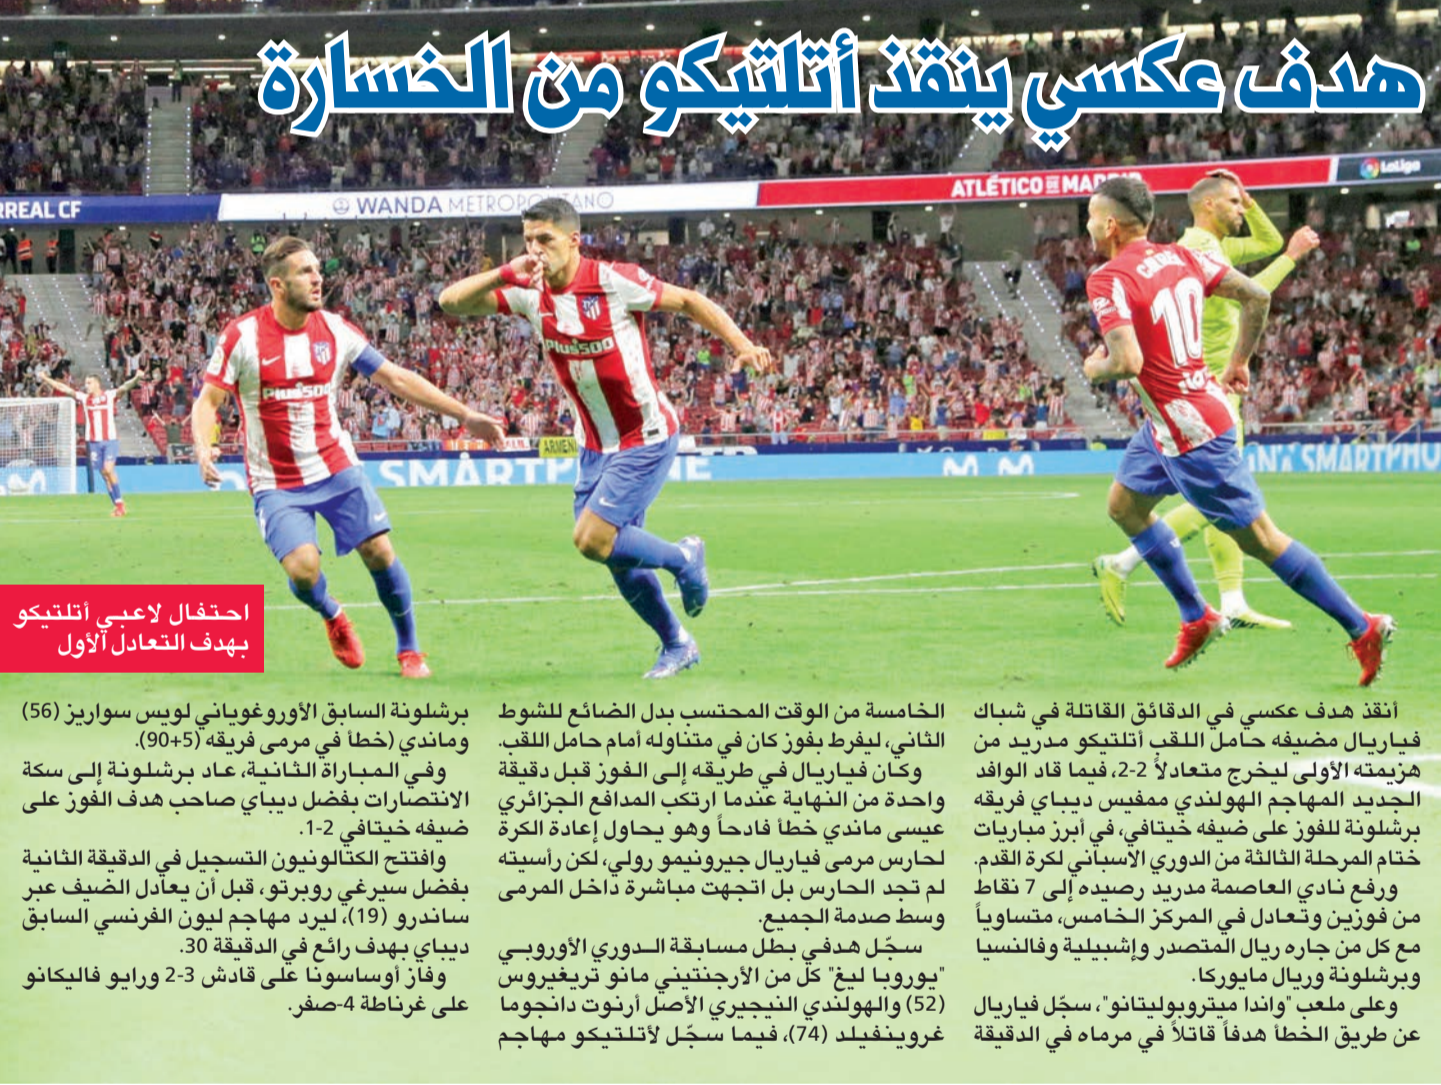 هدف عكسي ينقذ أتلتيكو من الخسارة
LaLiga
ATLÉTICO DE MADRID
WANDA METROPOLITANO
RREAL CF
CORREA
10
Plus500
Plus500
ARMENI
SMART
NE
SMARTPHO
احتفال لاعبي أتلتيكو
بهدف التعادل الأول
أنقذ هدف عكسي في الدقائق القاتلة في شباك
فياريال مضيفه حامل اللقب أتلتيكو مدريد من
هزيمته الأولى ليخرج متعادلاً 2-2، فيما قاد الوافد
الجديد المهاجم الهولندي ممفيس ديباي فريقه
برشلونة للفوز على ضيفه خيتافي، في أبرز مباريات
ختام المرحلة الثالثة من الدوري الاسباني لكرة القدم.
ورفع نادي العاصمة مدريد رصيده إلى 7 نقاط
من فوزين وتعادل في المركز الخامس، متساوياً
مع كل من جاره ريال المتصدر وإشبيلية وفالنسيا
وبرشلونة وريال مايوركا.
وعلى ملعب "واندا ميتروبوليتانو"، سجّل فياريال
عن طريق الخطأ هدفاً قاتلاً في مرماه في الدقيقة
الخامسة من الوقت المحتسب بدل الضائع للشوط
الثاني، ليفرط بفوز كان في متناوله أمام حامل اللقب.
وكان فياريال في طريقه إلى الفوز قبل دقيقة
واحدة من النهاية عندما ارتكب المدافع الجزائري
عيسى ماندي خطأ فادحاً وهو يحاول إعادة الكرة
لحارس مرمى فياريال جيرونيمو رولي، لكن رأسيته
لم تجد الحارس بل اتجهت مباشرة داخل المرمى
وسط صدمة الجميع.
سجّل هدفي بطل مسابقة الدوري الأوروبي
"يوروبا ليغ" كل من الأرجنتيني مانو تريغيروس
(52) والهولندي النيجيري الأصل أرنوت دانجوما
غروينفيلد (74)، فيما سجّل لأتلتيكو مهاجم
برشلونة السابق الأوروغوياني لويس سواريز (56)
وماندي (خطأ في مرمى فريقه (5+90).
وفي المباراة الثانية، عاد برشلونة إلى سكة
الانتصارات بفضل ديباي صاحب هدف الفوز على
ضيفه خيتافي 2-1.
وافتتح الكتالونيون التسجيل في الدقيقة الثانية
بفضل سيرغي روبرتو، قبل أن يعادل الضيف عبر
ساندرو (19)، ليرد مهاجم ليون الفرنسي السابق
ديباي بهدف رائع في الدقيقة 30.
وفاز أوساسونا على قادش 3-2 ورايو فاليكانو
على غرناطة 4-صفر.